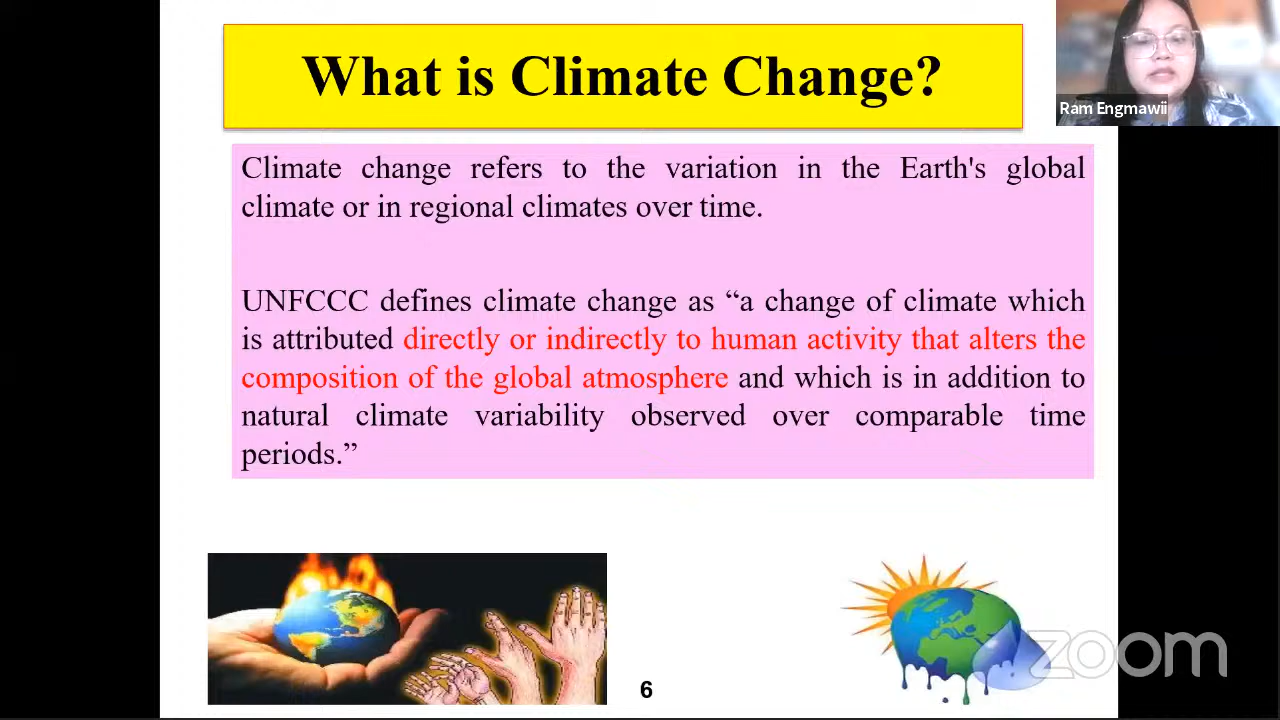 What is Climate Change?
Ram Engmawii
Climate change refers to the variation in the Earth's global
climate or in regional climates over time.
UNFCCC defines climate change as “a change of climate which
is attributed directly or indirectly to human activity that alters the
composition of the global atmosphere and which is in addition to
natural climate variability observed over comparable time
periods.”
6
zoom